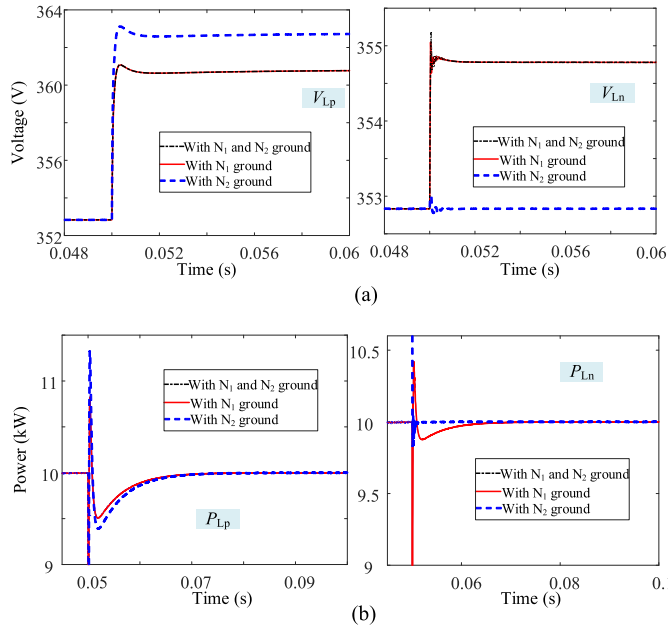 364
360
356
352
Voltage (V)
V_Lp
With N1 and N2 ground
With N1 ground
With N2 ground
0.048 0.052 0.056 0.06
Time (s)
355
354
353
V_Ln
With N1 and N2 ground
With N1 ground
With N2 ground
0.048 0.052 0.056 0.06
Time (s)
(a)
11
10
9
Power (kW)
With N1 and N2 ground
With N1 ground
With N2 ground
P_Lp
0.05 0.07 0.09
Time (s)
10.5
10
9.5
9
P_Ln
With N1 and N2 ground
With N1 ground
With N2 ground
0.06 0.08 0.
Time (s)
(b)